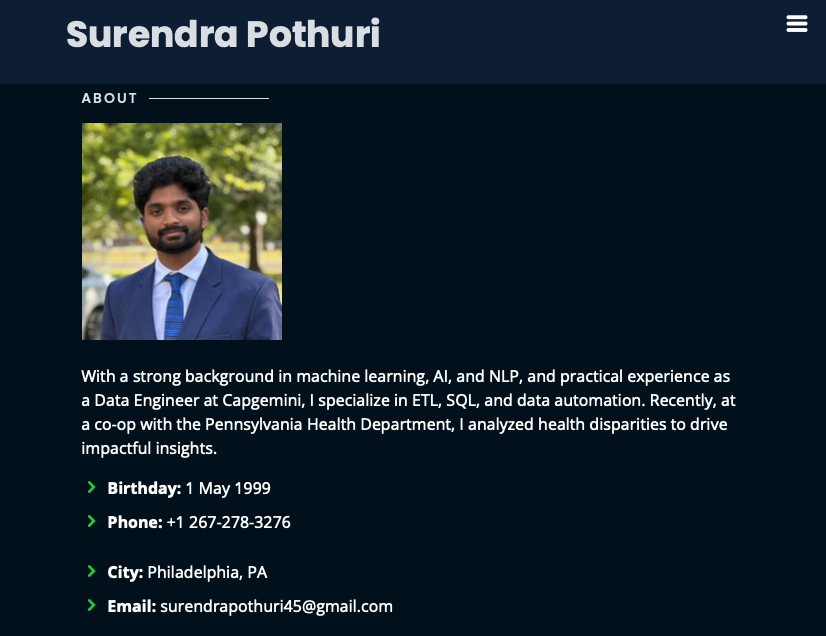 Surendra Pothuri
ABOUT
With a strong background in machine learning, AI, and NLP, and practical experience as
a Data Engineer at Capgemini, I specialize in ETL, SQL, and data automation. Recently, at
a co-op with the Pennsylvania Health Department, I analyzed health disparities to drive
impactful insights.
Birthday: 1 May 1999
Phone: +1 267-278-3276
City: Philadelphia, PA
Email: surendrapothuri45@gmail.com